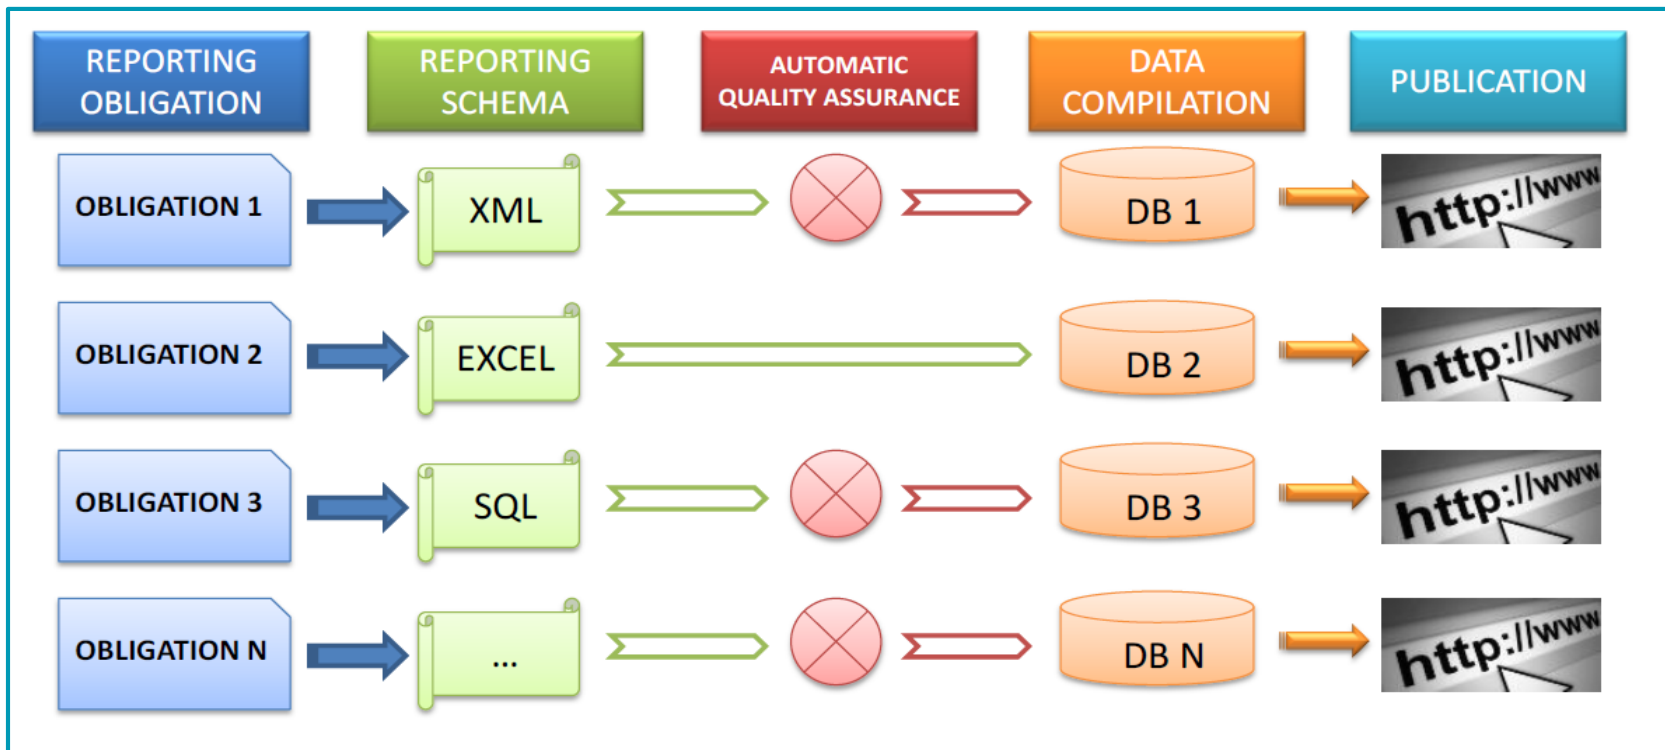 REPORTING
OBLIGATION
REPORTING
SCHEMA
AUTOMATIC
QUALITY ASSURANCE
DATA
COMPILATION
PUBLICATION
OBLIGATION 1
XML
DB 1
http://www
OBLIGATION 2
EXCEL
DB 2
http://www
OBLIGATION 3
SQL
DB 3
http://www
OBLIGATION N
...
DB N
http://www